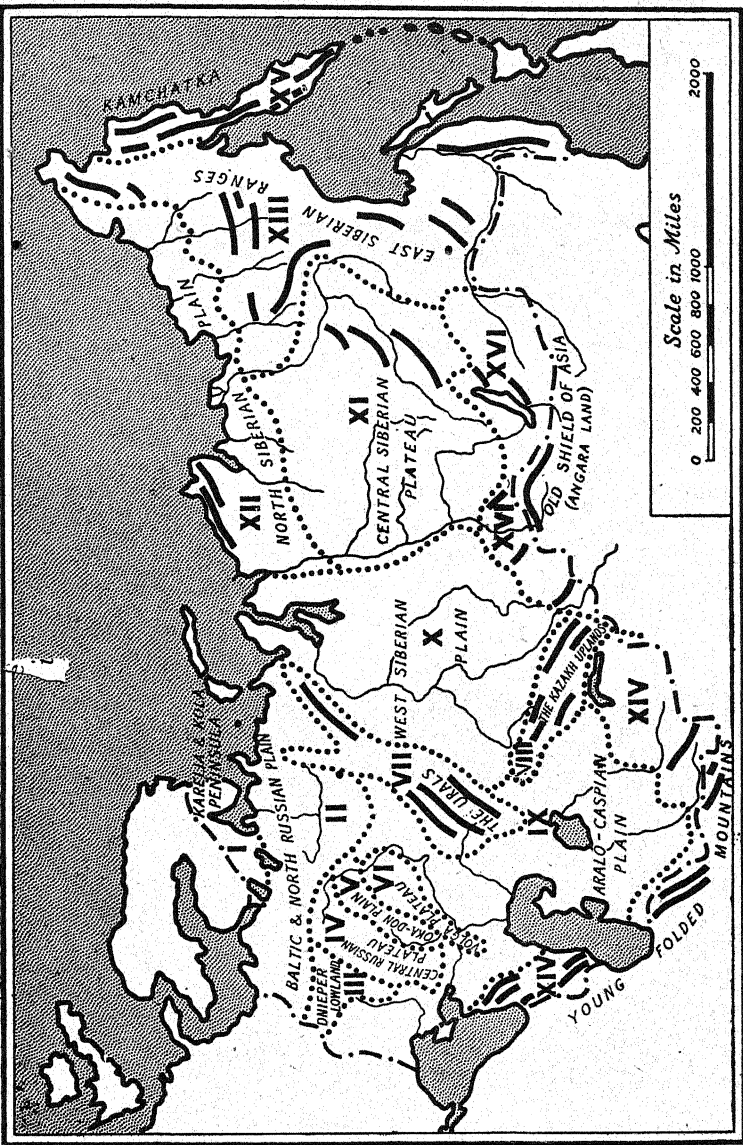 KARELIA & KOLA
PENINSULA
I
BALTIC & NORTH RUSSIAN PLAIN
II
DNIEPER
LOWLAND
III
CENTRAL RUSSIAN
PLATEAU
IV
OKA-DON PLAIN
V
VOLGA PLATEAU
VI
THE URALS
VIII
WEST SIBERIAN
X
PLAIN
THE KAZAKH UPLANDS
VIII
IX
ARALO-CASPIAN
PLAIN
XIV
XIV
YOUNG FOLDED MOUNTAINS
XII
NORTH SIBERIAN PLAIN
XI
CENTRAL SIBERIAN
PLATEAU
XIII
EAST SIBERIAN RANGES
KAMCHATKA
XV
XVI
XVI
OLD SHIELD OF ASIA
(ANGARA LAND)
Scale in Miles
0 200 400 600 800 1000 2000